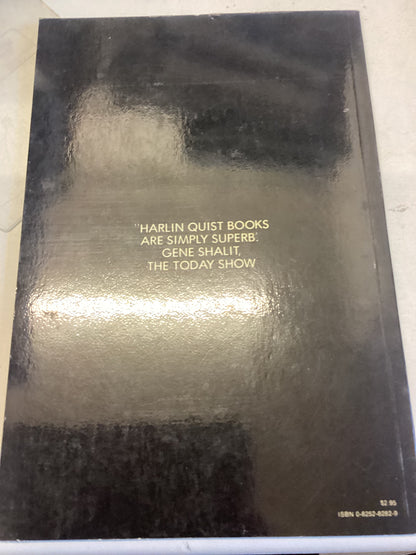 "HARLIN QUIST BOOKS
ARE SIMPLY SUPERB".
GENE SHALIT,
THE TODAY SHOW
$2.95
ISBN 0-8252-8282-9